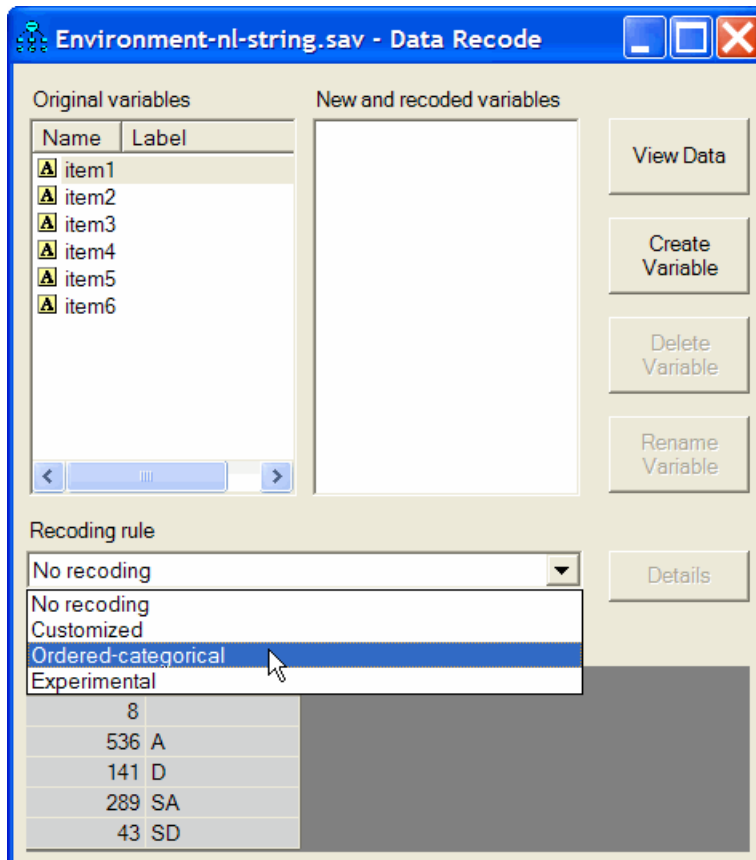 Environment-nl-string.sav - Data Recode
Original variables
New and recoded variables
Name Label
A item1
A item2
A item3
A item4
A item5
A item6
View Data
Create
Variable
Delete
Variable
Rename
Variable
Recoding rule
No recoding
Details
No recoding
Customized
Ordered-categorical
Experimental
8
536 A
141 D
289 SA
43 SD